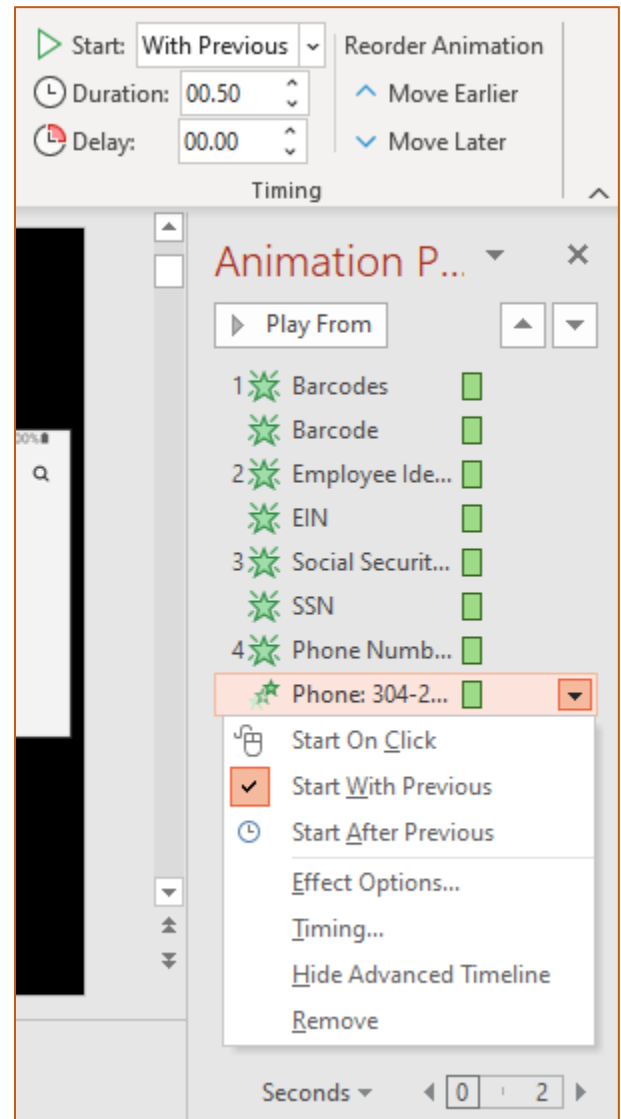 Start: With Previous Reorder Animation
Duration: 00.50 Move Earlier
Delay: 00.00 Move Later
Timing
Animation P...
Play From
1 Barcodes
Barcode
2 Employee Ide...
EIN
3 Social Securit...
SSN
4 Phone Numb...
Phone: 304-2...
Start On Click
Start With Previous
Start After Previous
Effect Options...
Timing...
Hide Advanced Timeline
Remove
Seconds 0 2